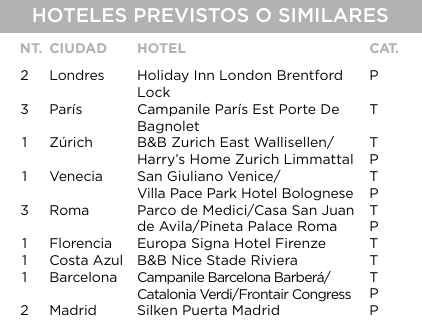 HOTELES PREVISTOS O SIMILARES
NT. CIUDAD HOTEL CAT.
2 Londres Holiday Inn London Brentford P
Lock
3 París Campanile París Est Porte De T
Bagnolet
1 Zúrich B&B Zurich East Wallisellen/ T
Harry's Home Zurich Limmattal P
1 Venecia San Giuliano Venice/ T
Villa Pace Park Hotel Bolognese P
3 Roma Parco de Medici/Casa San Juan T
de Avila/Pineta Palace Roma P
1 Florencia Europa Signa Hotel Firenze T
1 Costa Azul B&B Nice Stade Riviera T
1 Barcelona Campanile Barcelona Barberá/ T
Catalonia Verdi/Frontair Congress P
2 Madrid Silken Puerta Madrid P